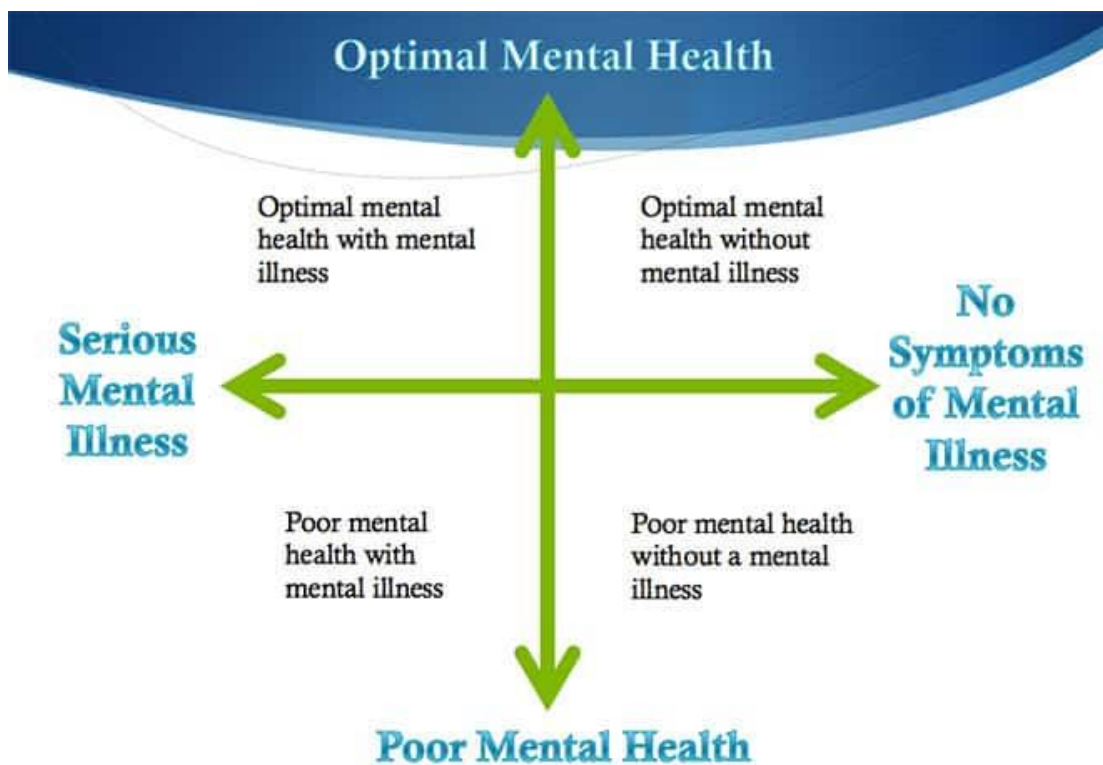 Optimal Mental Health
Optimal mental
health with mental
illness
Optimal mental
health without
mental illness
Serious
Mental
Illness
No
Symptoms
of Mental
Illness
Poor mental
health with
mental illness
Poor mental health
without a mental
illness
Poor Mental Health